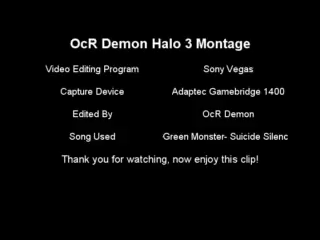 OcR Demon Halo 3 Montage
Video Editing Program Sony Vegas
Capture Device Adaptec Gamebridge 1400
Edited By OcR Demon
Song Used Green Monster- Suicide Silenc
Thank you for watching, now enjoy this clip!